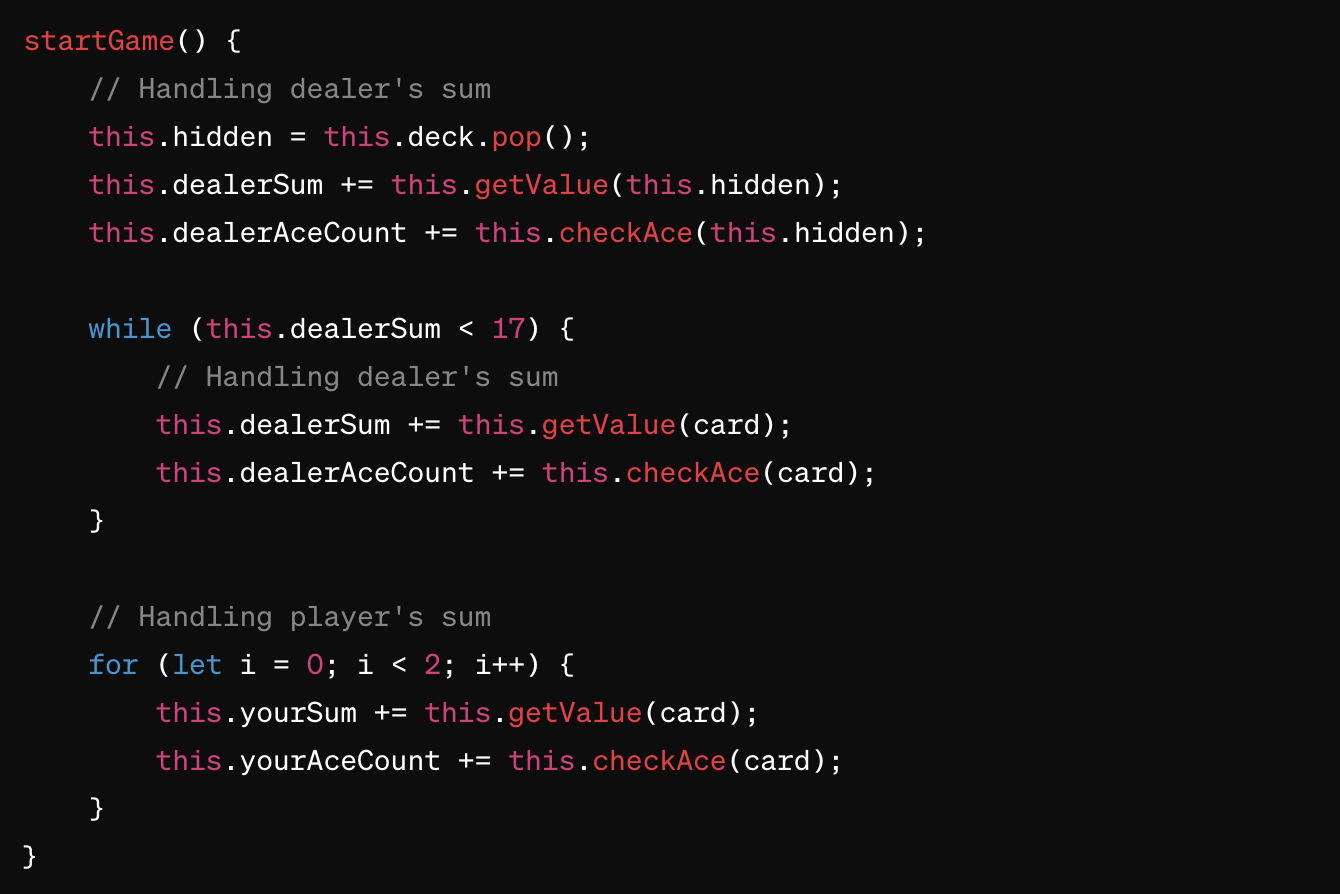 startGame() {
    // Handling dealer's sum
    this.hidden = this.deck.pop();
    this.dealerSum += this.getValue(this.hidden);
    this.dealerAceCount += this.checkAce(this.hidden);

    while (this.dealerSum < 17) {
        // Handling dealer's sum
        this.dealerSum += this.getValue(card);
        this.dealerAceCount += this.checkAce(card);
    }

    // Handling player's sum
    for (let i = 0; i < 2; i++) {
        this.yourSum += this.getValue(card);
        this.yourAceCount += this.checkAce(card);
    }
}